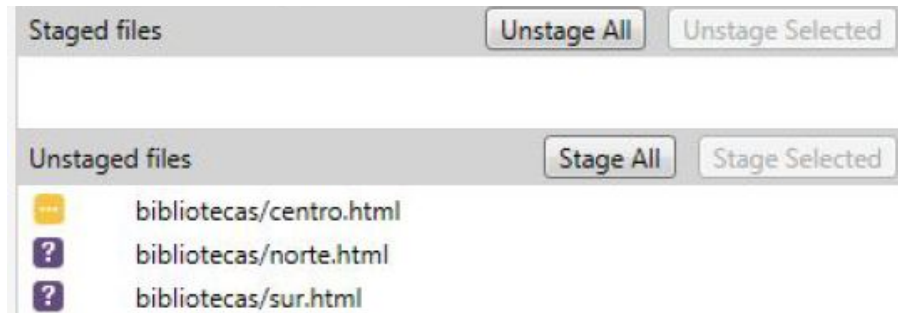 Staged files Unstage All Unstage Selected
Unstaged files Stage All Stage Selected
... bibliotecas/centro.html
? bibliotecas/norte.html
? bibliotecas/sur.html